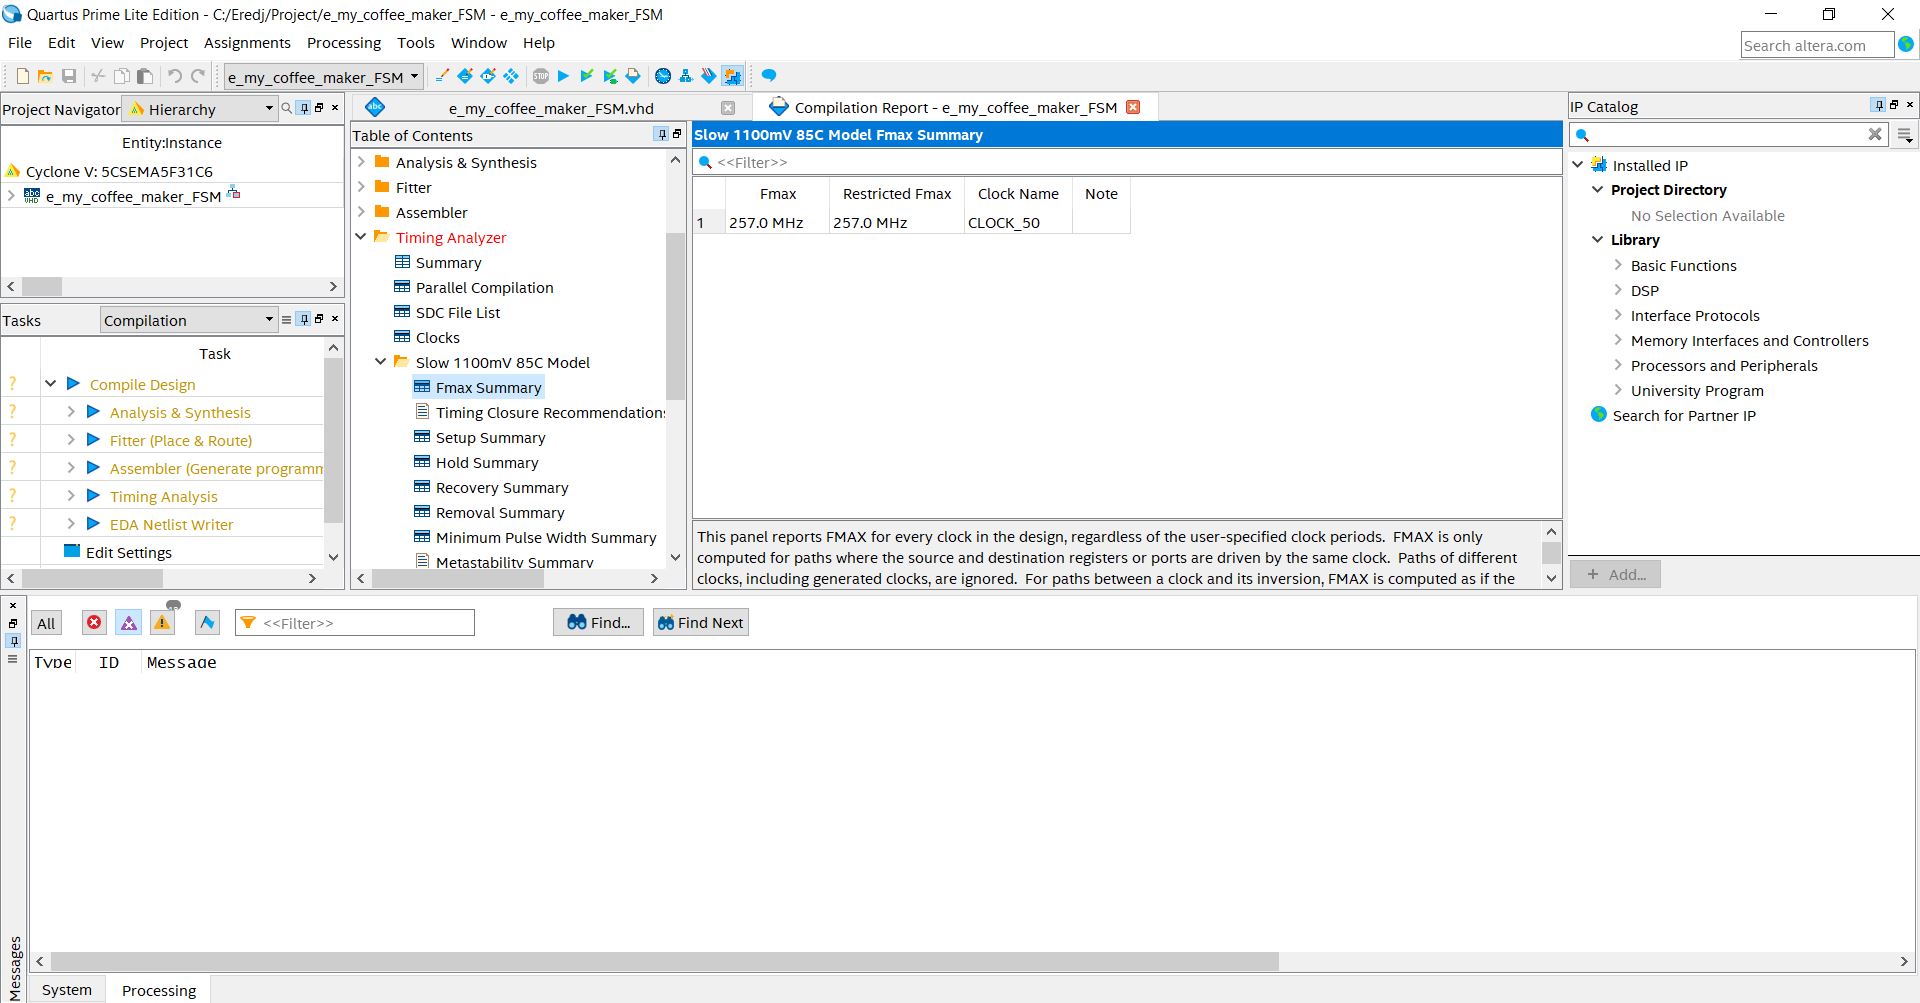 Quartus Prime Lite Edition - C:/Eredj/Project/e_my_coffee_maker_FSM - e_my_coffee_maker_FSM
File Edit View Project Assignments Processing Tools Window Help
Search altera.com
e_my_coffee_maker_FSM
Project Navigator Hierarchy
Entity:Instance
Cyclone V: 5CSEMA5F31C6
e_my_coffee_maker_FSM
Tasks Compilation
Task
? Compile Design
? Analysis & Synthesis
? Fitter (Place & Route)
? Assembler (Generate programm
? Timing Analysis
? EDA Netlist Writer
Edit Settings
e_my_coffee_maker_FSM.vhd
Compilation Report - e_my_coffee_maker_FSM
Table of Contents
Analysis & Synthesis
Fitter
Assembler
Timing Analyzer
Summary
Parallel Compilation
SDC File List
Clocks
Slow 1100mV 85C Model
Fmax Summary
Timing Closure Recommendations
Setup Summary
Hold Summary
Recovery Summary
Removal Summary
Minimum Pulse Width Summary
Metastability Summary
Slow 1100mV 85C Model Fmax Summary
<<Filter>>
Fmax Restricted Fmax Clock Name Note
1 257.0 MHz 257.0 MHz CLOCK_50
This panel reports FMAX for every clock in the design, regardless of the user-specified clock periods. FMAX is only
computed for paths where the source and destination registers or ports are driven by the same clock. Paths of different
clocks, including generated clocks, are ignored. For paths between a clock and its inversion, FMAX is computed as if the
IP Catalog
Installed IP
Project Directory
No Selection Available
Library
Basic Functions
DSP
Interface Protocols
Memory Interfaces and Controllers
Processors and Peripherals
University Program
Search for Partner IP
+ Add...
All <<Filter>> Find... Find Next
Type ID Message
Messages
System Processing